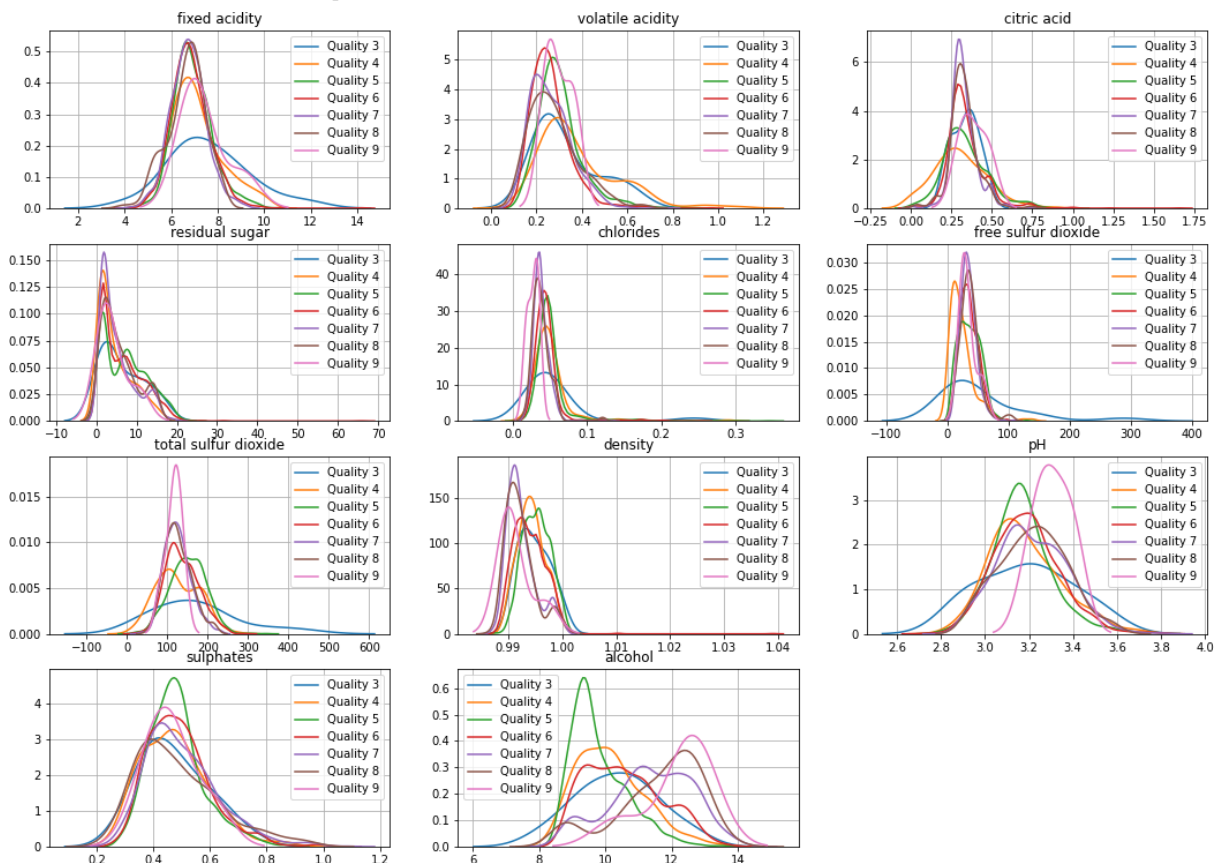 fixed acidity
0.5
0.4
0.3
0.2
0.1
0.0
2 4 6 8 10 12 14
Quality 3
Quality 4
Quality 5
Quality 6
Quality 7
Quality 8
Quality 9
volatile acidity
5
4
3
2
1
0
0.0 0.2 0.4 0.6 0.8 1.0 1.2
Quality 3
Quality 4
Quality 5
Quality 6
Quality 7
Quality 8
Quality 9
citric acid
6
4
2
0
−0.25 0.00 0.25 0.50 0.75 1.00 1.25 1.50 1.75
Quality 3
Quality 4
Quality 5
Quality 6
Quality 7
Quality 8
Quality 9
residual sugar
0.150
0.125
0.100
0.075
0.050
0.025
0.000
−10 0 10 20 30 40 50 60 70
Quality 3
Quality 4
Quality 5
Quality 6
Quality 7
Quality 8
Quality 9
chlorides
40
30
20
10
0
0.0 0.1 0.2 0.3
Quality 3
Quality 4
Quality 5
Quality 6
Quality 7
Quality 8
Quality 9
free sulfur dioxide
0.030
0.025
0.020
0.015
0.010
0.005
0.000
−100 0 100 200 300 400
Quality 3
Quality 4
Quality 5
Quality 6
Quality 7
Quality 8
Quality 9
total sulfur dioxide
0.015
0.010
0.005
0.000
−100 0 100 200 300 400 500 600
Quality 3
Quality 4
Quality 5
Quality 6
Quality 7
Quality 8
Quality 9
density
150
100
75
50
25
0
0.99 1.00 1.01 1.02 1.03 1.04
Quality 3
Quality 4
Quality 5
Quality 6
Quality 7
Quality 8
Quality 9
pH
3
2
1
0
2.6 2.8 3.0 3.2 3.4 3.6 3.8 4.0
Quality 3
Quality 4
Quality 5
Quality 6
Quality 7
Quality 8
Quality 9
sulphates
4
3
2
1
0
0.2 0.4 0.6 0.8 1.0 1.2
Quality 3
Quality 4
Quality 5
Quality 6
Quality 7
Quality 8
Quality 9
alcohol
0.6
0.5
0.4
0.3
0.2
0.1
0.0
6 8 10 12 14
Quality 3
Quality 4
Quality 5
Quality 6
Quality 7
Quality 8
Quality 9